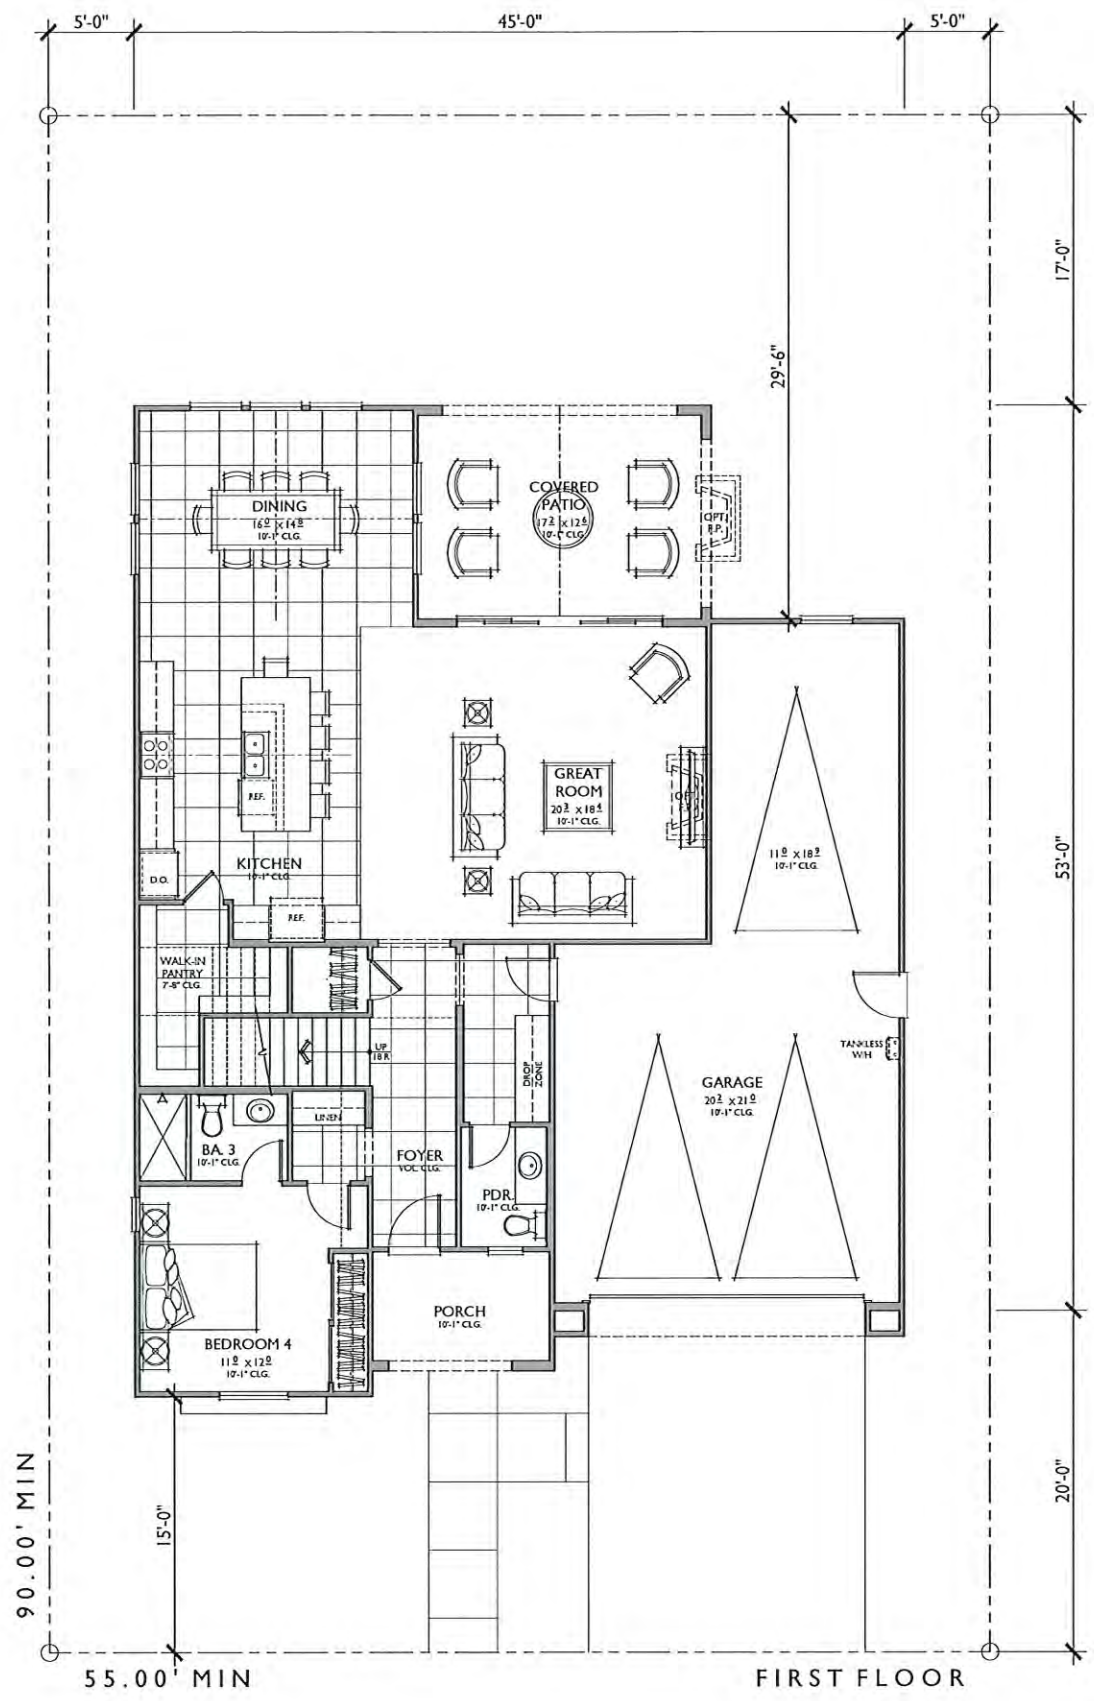 5'-0"
45'-0"
5'-0"
17'-0"
29'-6"
DINING
16⁰ X 14⁰
10'-1" CLG.
COVERED
PATIO
17² X 12⁶
10'-1" CLG.
OPT.
F.P.
GREAT
ROOM
20³ X 18⁴
10'-1" CLG.
REF.
KITCHEN
10'-1" CLG.
D.O.
REF.
11⁰ X 18⁹
10'-1" CLG.
53'-0"
WALK-IN
PANTRY
7'-8" CLG.
UP
18 R
DROP
ZONE
TANKLESS
W/H
GARAGE
20² X 21⁰
10'-1" CLG.
LINEN
BA. 3
10'-1" CLG.
FOYER
VOL. CLG.
PDR.
10'-1" CLG.
PORCH
10'-1" CLG.
BEDROOM 4
11⁰ X 12⁰
10'-1" CLG.
15'-0"
20'-0"
90.00' MIN
55.00' MIN
FIRST FLOOR